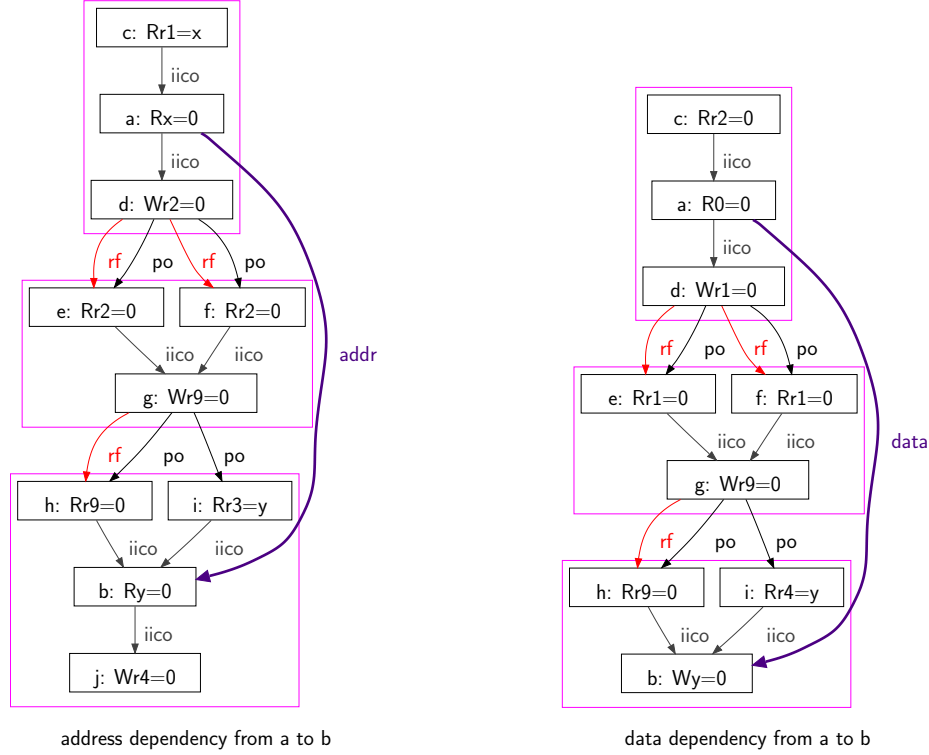 c: Rr1=x
iico
a: Rx=0
iico
d: Wr2=0
rf po rf po
e: Rr2=0 f: Rr2=0
iico iico
addr
g: Wr9=0
rf po po
h: Rr9=0 i: Rr3=y
iico iico
b: Ry=0
iico
j: Wr4=0
address dependency from a to b
c: Rr2=0
iico
a: R0=0
iico
d: Wr1=0
rf po rf po
e: Rr1=0 f: Rr1=0
iico iico
data
g: Wr9=0
rf po po
h: Rr9=0 i: Rr4=y
iico iico
b: Wy=0
data dependency from a to b